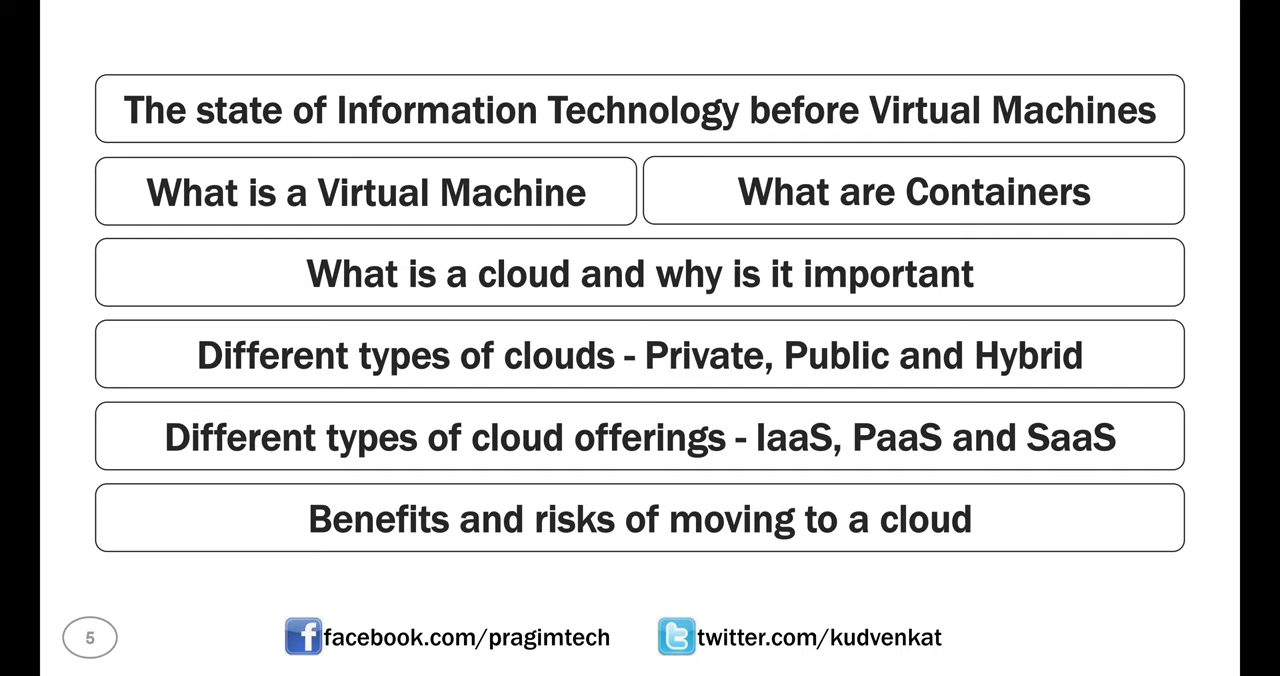 The state of Information Technology before Virtual Machines
What is a Virtual Machine
What are Containers
What is a cloud and why is it important
Different types of clouds - Private, Public and Hybrid
Different types of cloud offerings - IaaS, PaaS and SaaS
Benefits and risks of moving to a cloud
5
facebook.com/pragimtech
twitter.com/kudvenkat